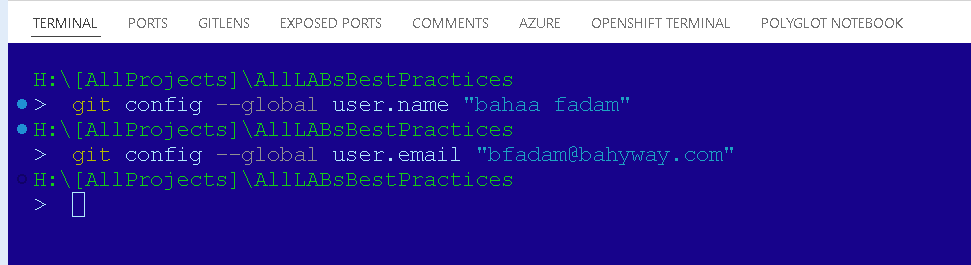 TERMINAL PORTS GITLENS EXPOSED PORTS COMMENTS AZURE OPENSHIFT TERMINAL POLYGLOT NOTEBOOK
H:\[AllProjects]\AllLABsBestPractices
> git config --global user.name "bahaa fadam"
H:\[AllProjects]\AllLABsBestPractices
> git config --global user.email "bfadam@bahyway.com"
H:\[AllProjects]\AllLABsBestPractices
>